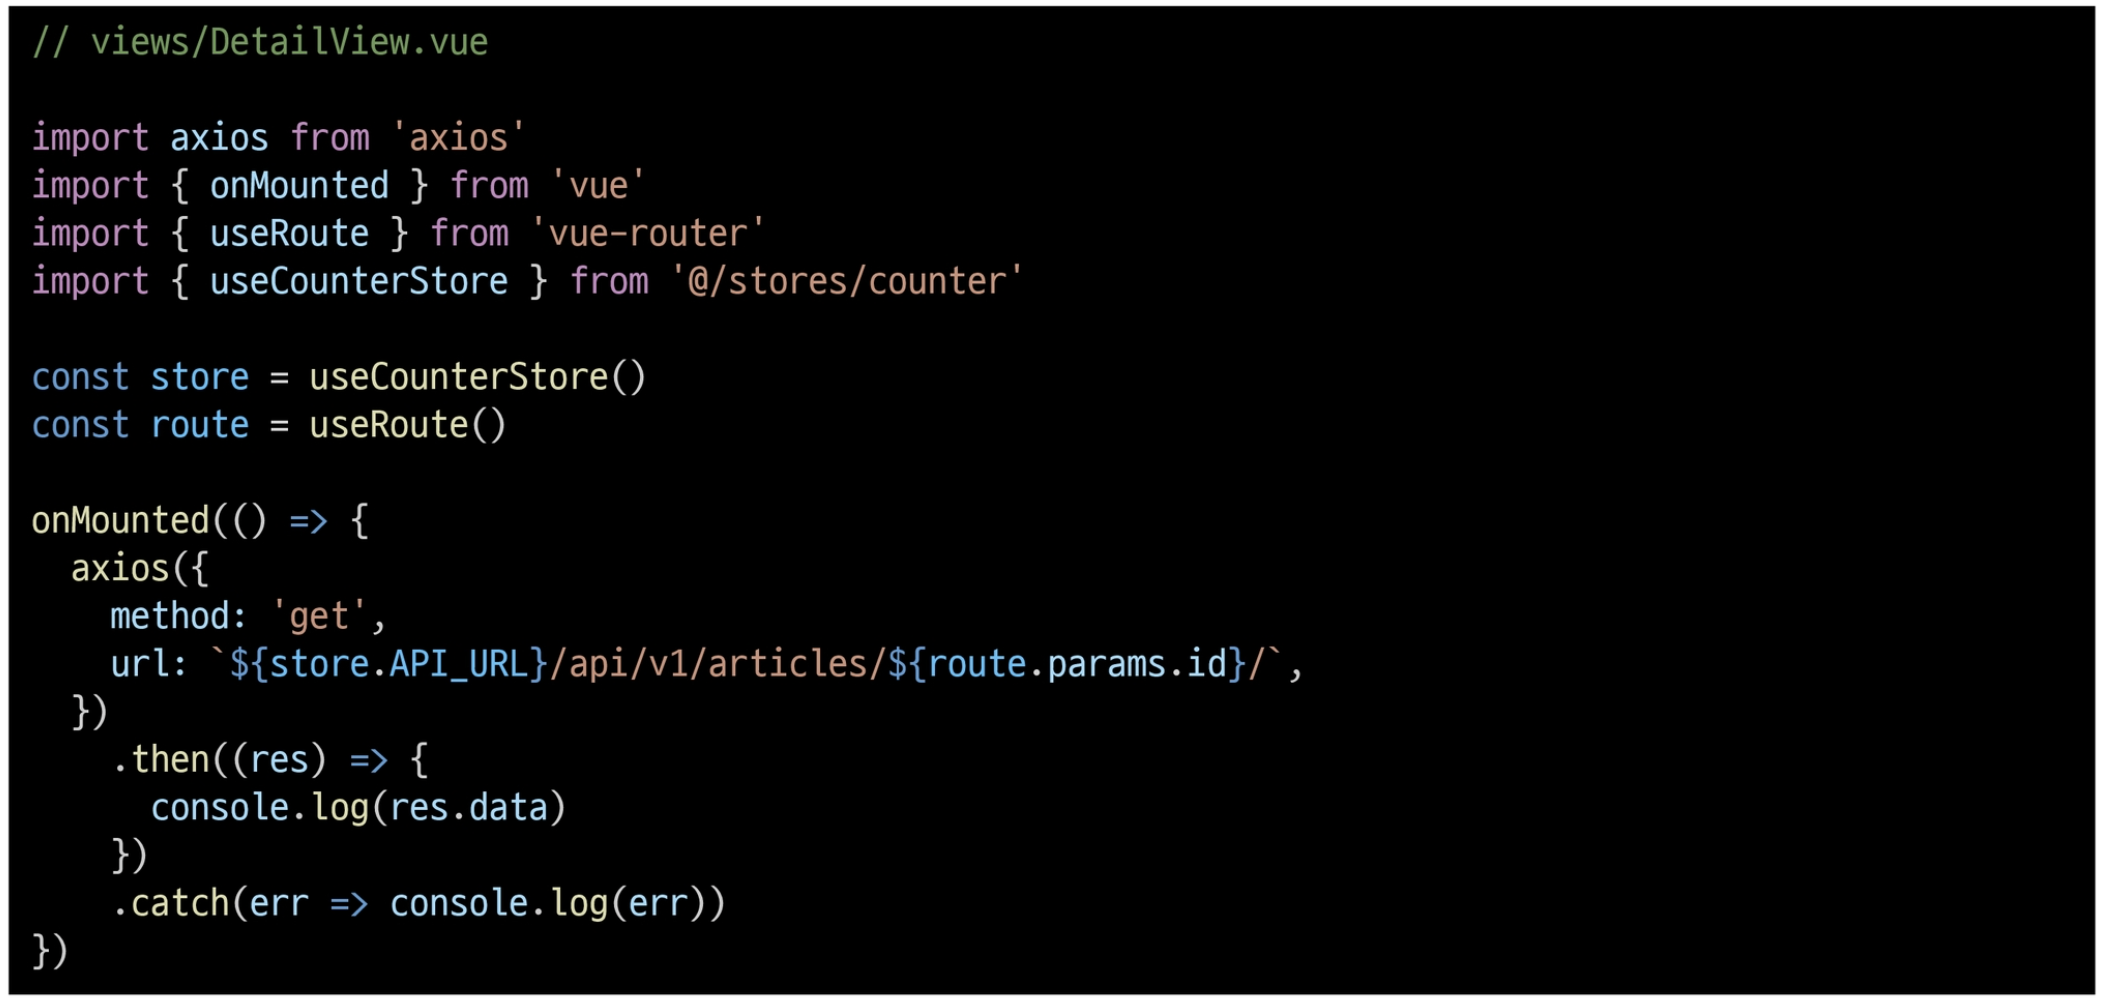 // views/DetailView.vue

import axios from 'axios'
import { onMounted } from 'vue'
import { useRoute } from 'vue-router'
import { useCounterStore } from '@/stores/counter'

const store = useCounterStore()
const route = useRoute()

onMounted(() => {
  axios({
    method: 'get',
    url: `${store.API_URL}/api/v1/articles/${route.params.id}/`,
  })
    .then((res) => {
      console.log(res.data)
    })
    .catch(err => console.log(err))
})